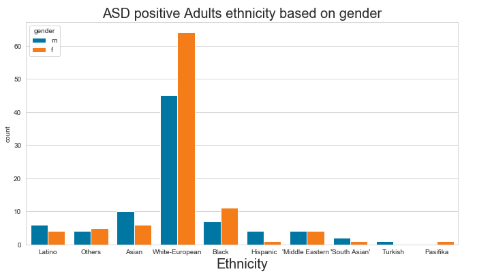 ASD positive Adults ethnicity based on gender
gender
m
f
60
50
40
30
20
10
0
count
Latino Others Asian White-European Black Hispanic 'Middle Eastern ' 'South Asian' Turkish Pasifika
Ethnicity